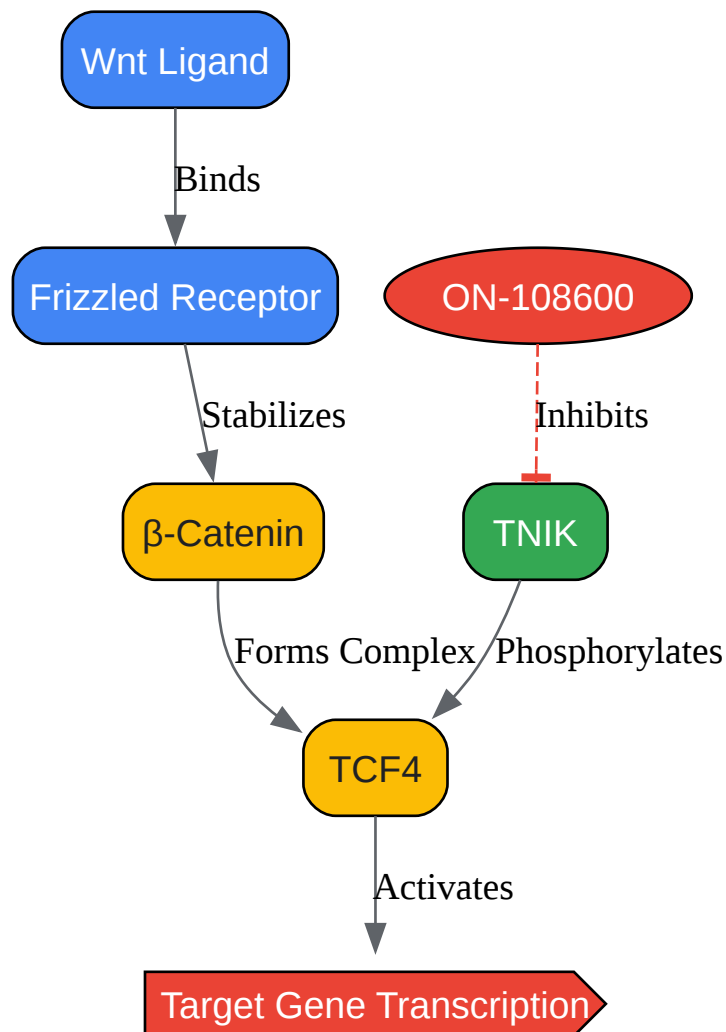 Wnt Ligand
Binds
Frizzled Receptor
ON-108600
Stabilizes
Inhibits
β-Catenin
TNIK
Forms Complex
Phosphorylates
TCF4
Activates
Target Gene Transcription